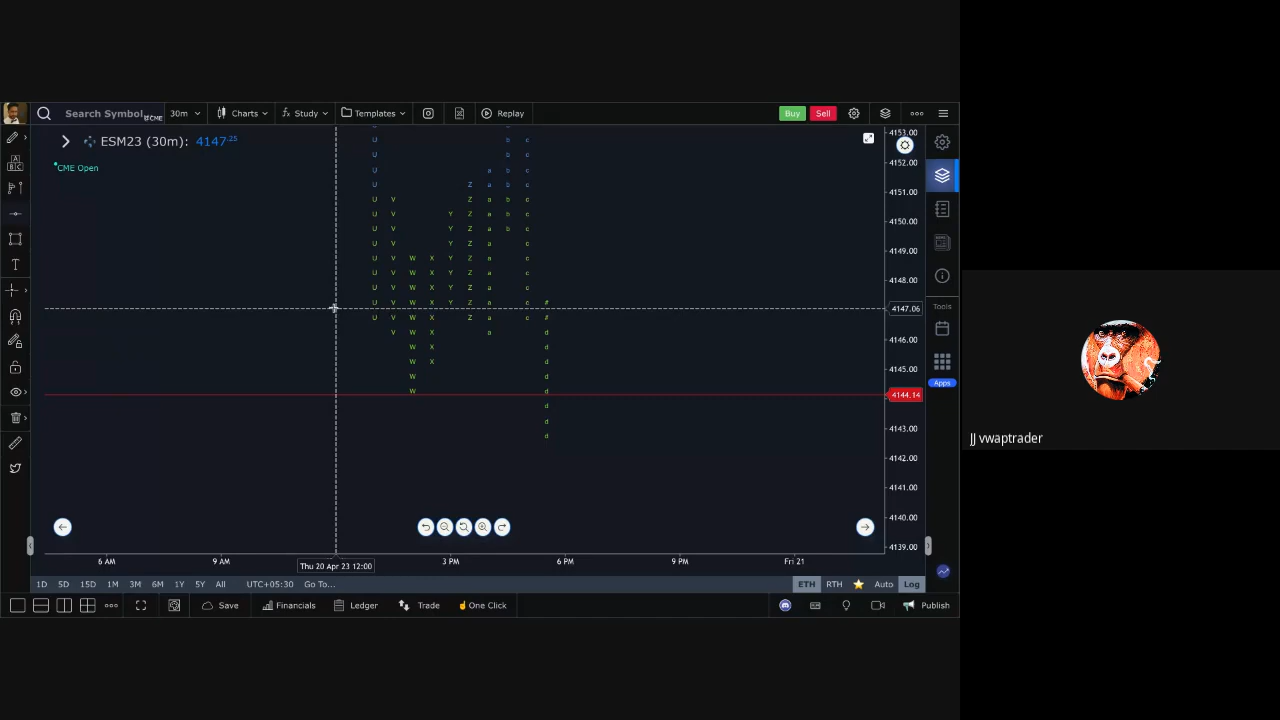 Search Symbol CME 30m Charts Study Templates Replay Buy Sell
ESM23 (30m): 4147.25
CME Open
4153.00
U b c
U b c 4152.00
U a b c
U Z a b c 4151.00
U V Z a b c
U V Y Z a b c 4150.00
U V Y Z a b c
U V Y Z a c 4149.00
U V W X Y Z a c
U V W X Y Z a c 4148.00
U V W X Y Z a c
U V W X Y Z a c # 4147.06
U V W X Z a c #
V W X a d 4146.00
W X d
W X d 4145.00
W d
W d 4144.14
d
d 4143.00
d
4142.00
4141.00
4140.00
4139.00
6 AM 9 AM Thu 20 Apr 23 12:00 3 PM 6 PM 9 PM Fri 21
1D 5D 15D 1M 3M 6M 1Y 5Y All UTC+05:30 Go To... ETH RTH Auto Log
Save Financials Ledger Trade One Click Publish
A
B C
T
Tools
Apps
JJ vwaptrader